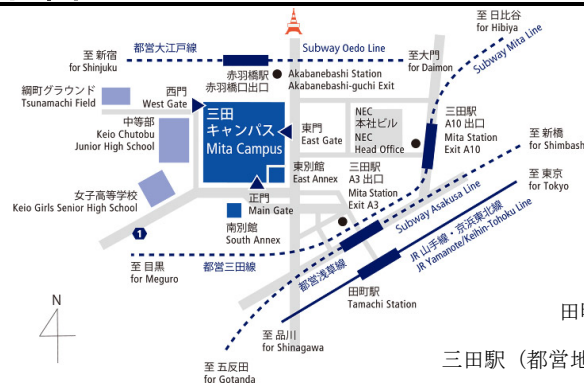 至 日比谷
for Hibiya
Subway Mita Line
至 新宿
for Shinjuku
都営大江戸線
Subway Oedo Line
至大門
for Daimon
赤羽橋駅
赤羽橋口出口
Akabanebashi Station
Akabanebashi-guchi Exit
綱町グラウンド
Tsunamachi Field
西門
West Gate
中等部
Keio Chutobu
Junior High School
三田
キャンパス
Mita Campus
東門
East Gate
NEC
本社ビル
NEC
Head Office
三田駅
A10 出口
Mita Station
Exit A10
至 新橋
for Shimbash
至 東京
for Tokyo
東別館
East Annex
三田駅
A3 出口
Mita Station
Exit A3
女子高等学校
Keio Girls Senior High School
正門
Main Gate
南別館
South Annex
Subway Asakusa Line
都営浅草線
JR 山手線・京浜東北線
JR Yamanote/Keihin-Tohoku Line
1
至 目黒
for Meguro
都営三田線
田町駅
Tamachi Station
N
至 品川
for Shinagawa
至 五反田
for Gotanda
田
三田駅（都営地